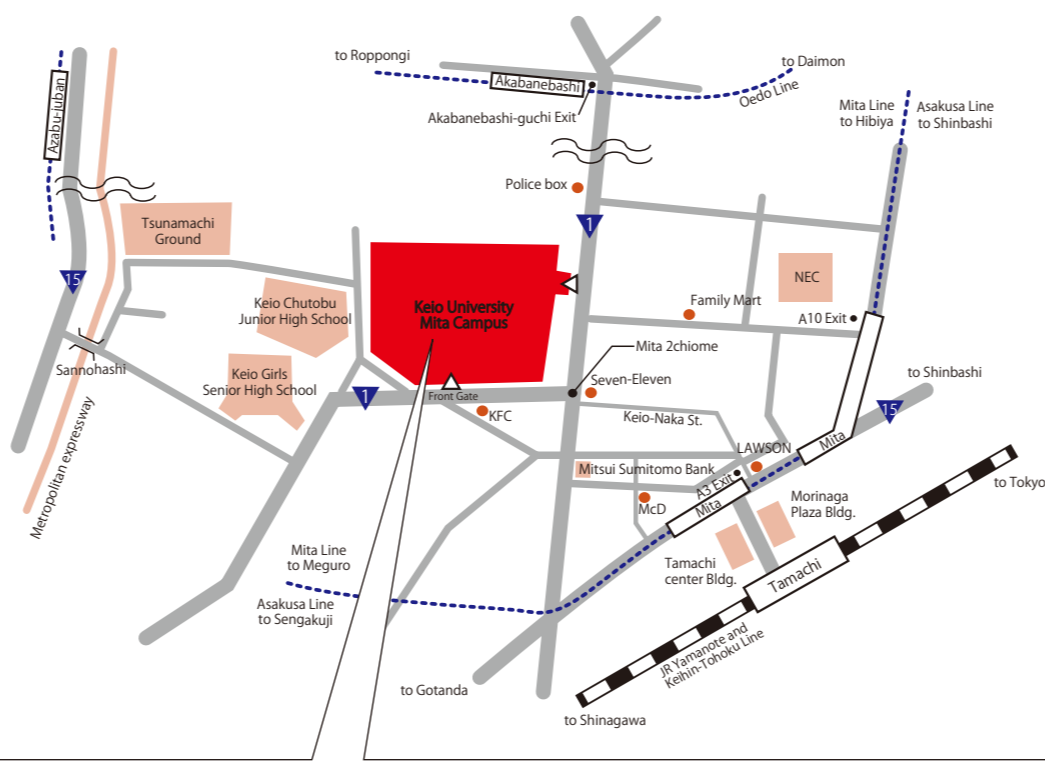 to Roppongi
Akabanebashi
to Daimon
Oedo Line
Akabanebashi-guchi Exit
Azabu-juban
Mita Line
to Hibiya
Asakusa Line
to Shinbashi
Police box
1
Tsunamachi
Ground
15
NEC
Keio Chutobu
Junior High School
Keio University
Mita Campus
Family Mart
A10 Exit
Sannohashi
Keio Girls
Senior High School
Mita 2chiome
to Shinbashi
Seven-Eleven
Front Gate
1
15
KFC
Keio-Naka St.
Metropolitan expressway
LAWSON
Mita
Mitsui Sumitomo Bank
A3 Exit
McD
Mita
Morinaga
Plaza Bldg.
to Tokyo
Mita Line
to Meguro
Tamachi
center Bldg.
Tamachi
Asakusa Line
to Sengakuji
JR Yamanote and
Keihin-Tohoku Line
to Gotanda
to Shinagawa